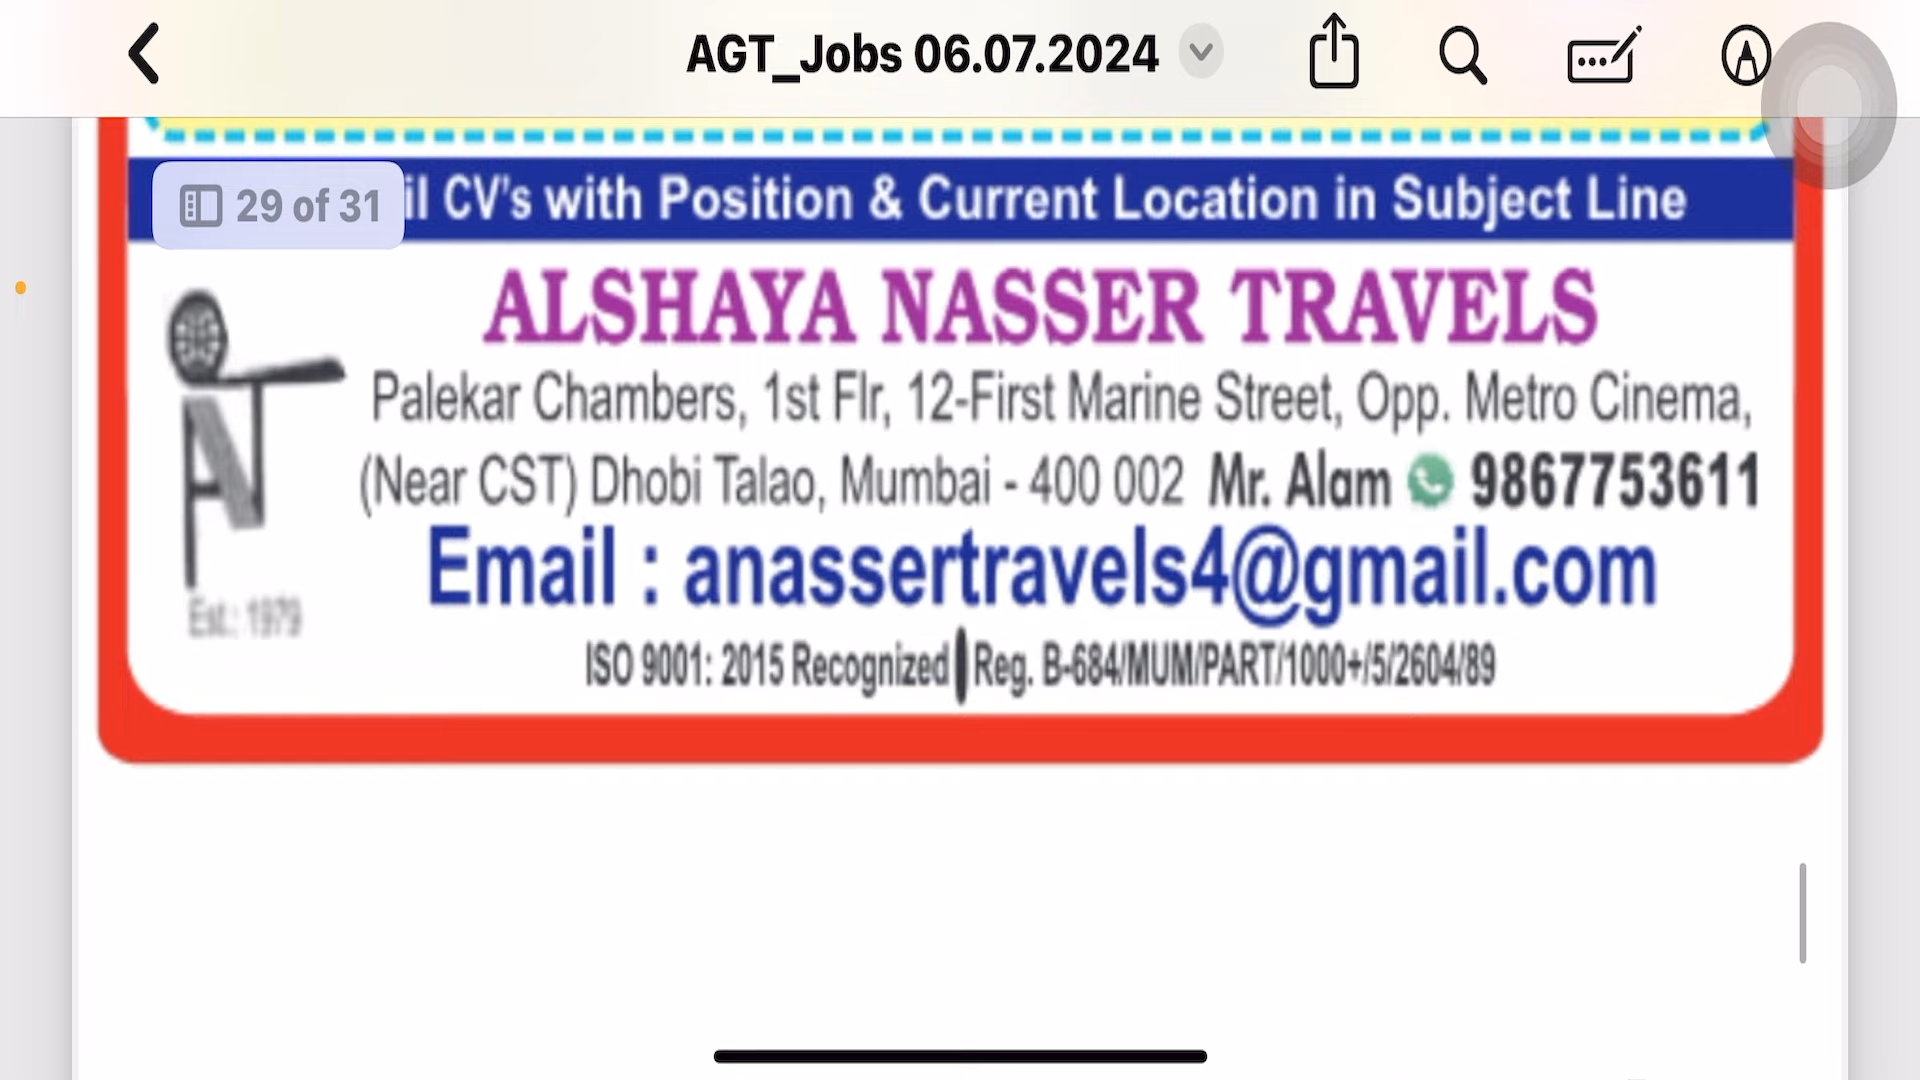 AGT_Jobs 06.07.2024
29 of 31
il CV's with Position & Current Location in Subject Line
ALSHAYA NASSER TRAVELS
Palekar Chambers, 1st Flr, 12-First Marine Street, Opp. Metro Cinema,
(Near CST) Dhobi Talao, Mumbai - 400 002 Mr. Alam 9867753611
Email : anassertravels4@gmail.com
Est.: 1979
ISO 9001: 2015 Recognized Reg. B-684/MUM/PART/1000+/5/2604/89